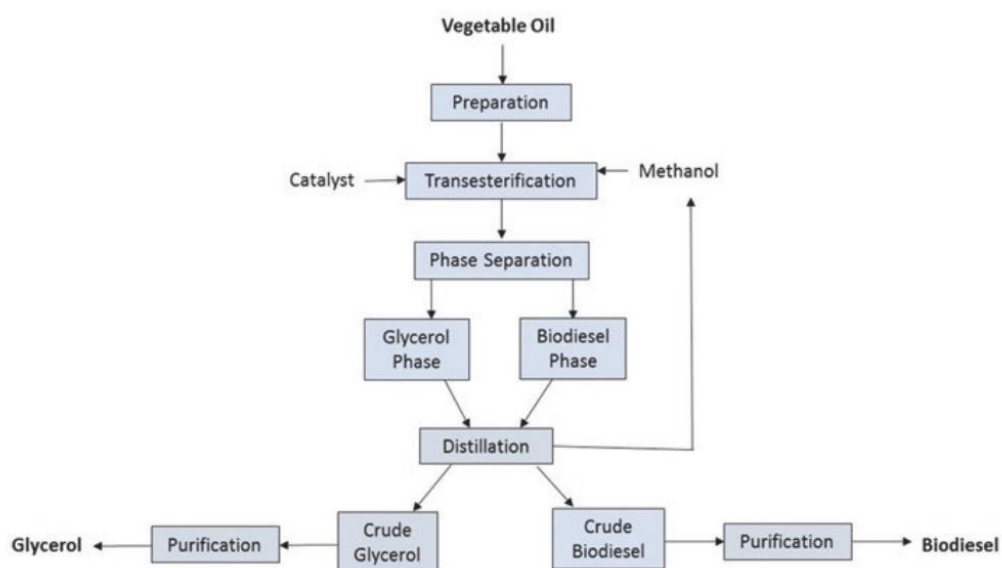 Vegetable Oil
Preparation
Catalyst
Transesterification
Methanol
Phase Separation
Glycerol
Phase
Biodiesel
Phase
Distillation
Glycerol
Purification
Crude
Glycerol
Crude
Biodiesel
Purification
Biodiesel